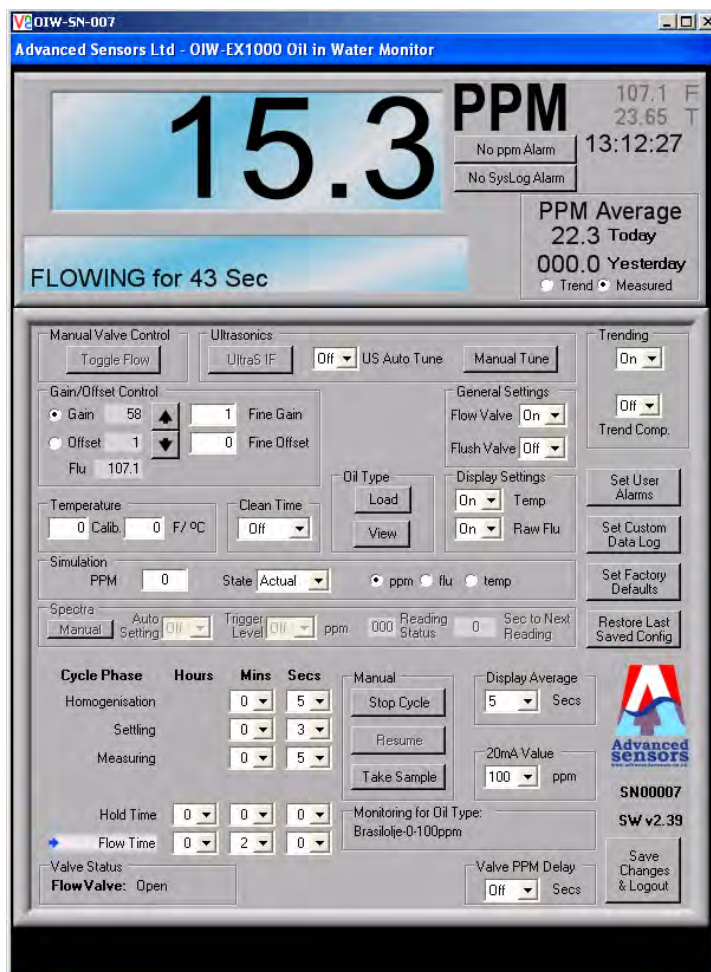 OIW-SN-007
Advanced Sensors Ltd - OIW-EX1000 Oil in Water Monitor
15.3 PPM
107.1 F
23.65 T
13:12:27
No ppm Alarm
No SysLog Alarm
PPM Average
22.3 Today
000.0 Yesterday
Trend Measured
FLOWING for 43 Sec
Manual Valve Control
Toggle Flow
Ultrasonics
UltraS IF Off US Auto Tune Manual Tune
Trending
On
Off
Trend Comp.
Gain/Offset Control
Gain 58 1 Fine Gain
Offset 1 0 Fine Offset
Flu 107.1
General Settings
Flow Valve On
Flush Valve Off
Temperature
0 Calib. 0 F/ ºC
Clean Time
Off
Oil Type
Load
View
Display Settings
On Temp
On Raw Flu
Set User
Alarms
Set Custom
Data Log
Set Factory
Defaults
Restore Last
Saved Config
Simulation
PPM 0 State Actual ppm flu temp
Spectra
Manual Auto Setting Off Trigger Level Off ppm 000 Reading Status 0 Sec to Next Reading
Cycle Phase Hours Mins Secs
Homogenisation 0 5
Settling 0 3
Measuring 0 5
Hold Time 0 0 0
Flow Time 0 2 0
Manual
Stop Cycle
Resume
Take Sample
Display Average
5 Secs
20mA Value
100 ppm
Advanced
sensors
SN00007
SW v2.39
Monitoring for Oil Type:
Brasilolje-0-100ppm
Valve Status
FlowValve: Open
Valve PPM Delay
Off Secs
Save
Changes
& Logout